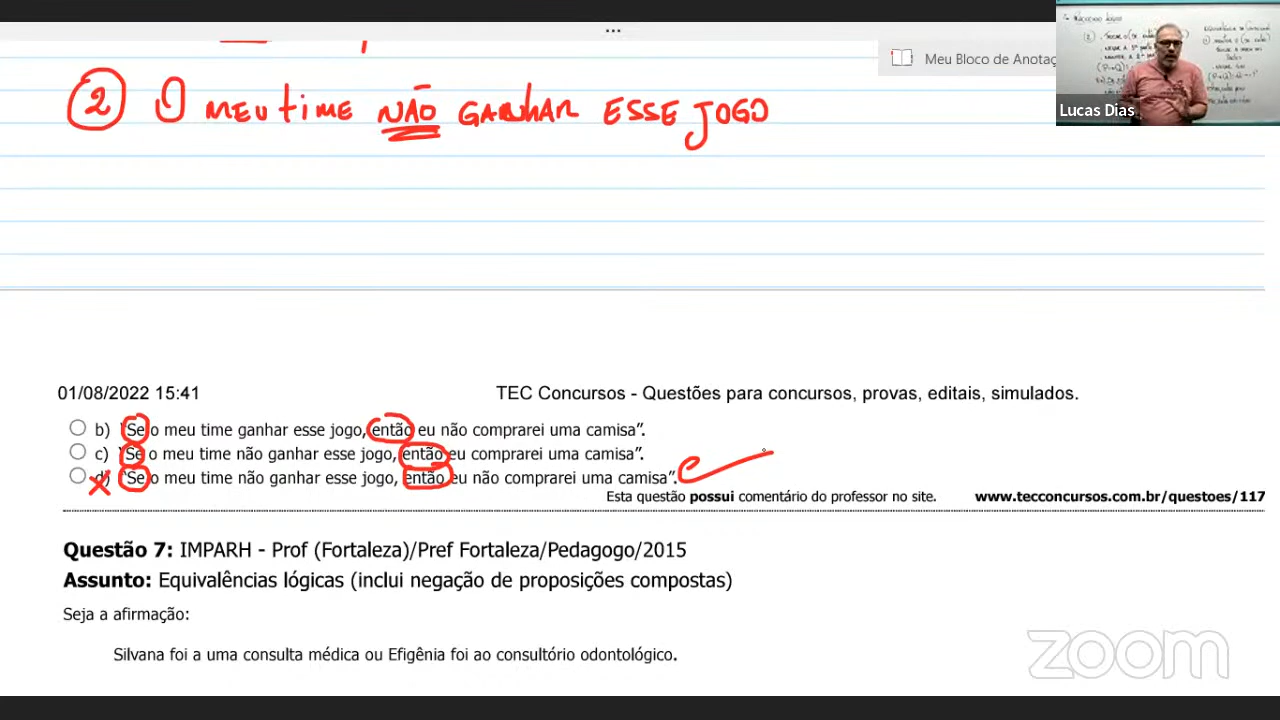 ② O MEU time NÃO GANHAR ESSE JOGO
Meu Bloco de Anotaç
Lucas Dias
01/08/2022 15:41
TEC Concursos - Questões para concursos, provas, editais, simulados.
b) "Se o meu time ganhar esse jogo, então eu não comprarei uma camisa”.
c) "Se o meu time não ganhar esse jogo, então eu comprarei uma camisa”.
d) "Se o meu time não ganhar esse jogo, então eu não comprarei uma camisa”.
Esta questão possui comentário do professor no site. www.tecconcursos.com.br/questoes/117
Questão 7: IMPARH - Prof (Fortaleza)/Pref Fortaleza/Pedagogo/2015
Assunto: Equivalências lógicas (inclui negação de proposições compostas)
Seja a afirmação:
Silvana foi a uma consulta médica ou Efigênia foi ao consultório odontológico.
zoom